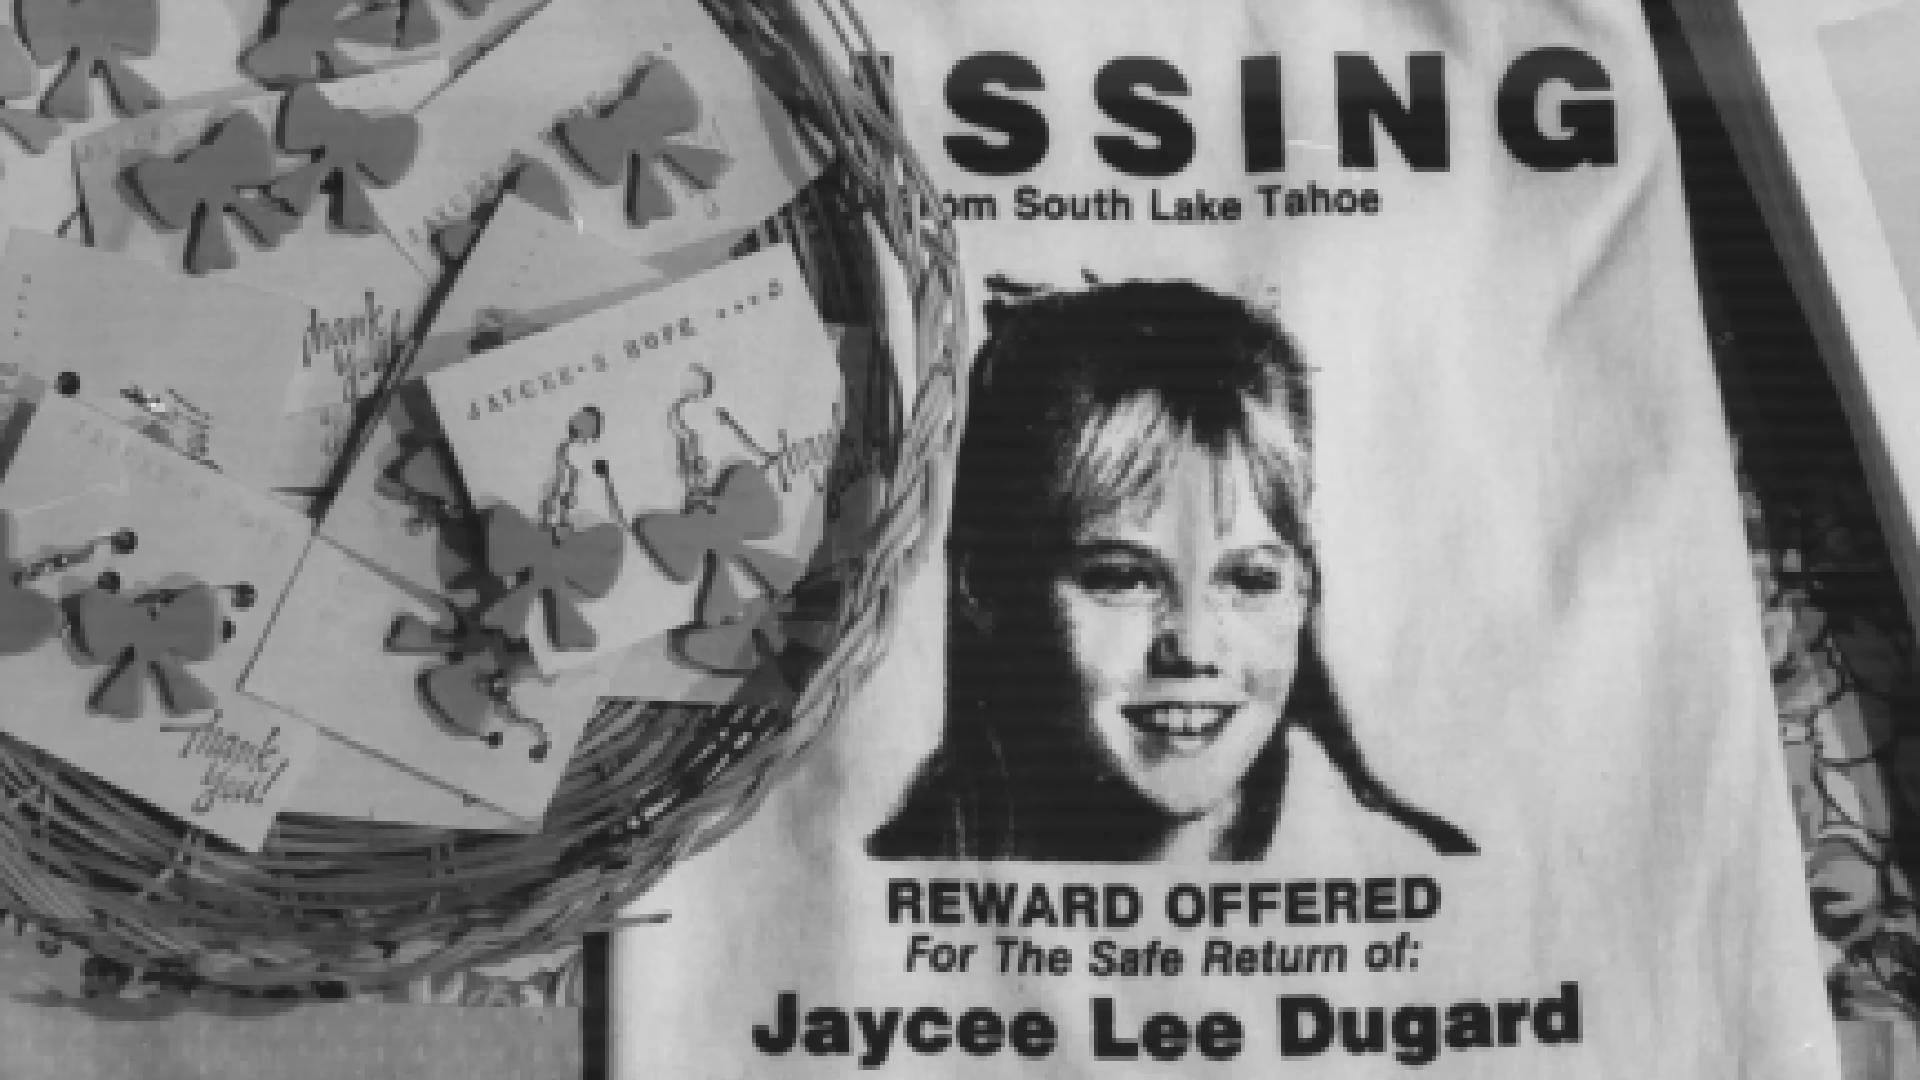 SSING
om South Lake Tahoe
REWARD OFFERED
For The Safe Return of:
Jaycee Lee Dugard
JAYCEE'S HOPE ....
Thank
You!
Thank
Thank
You!